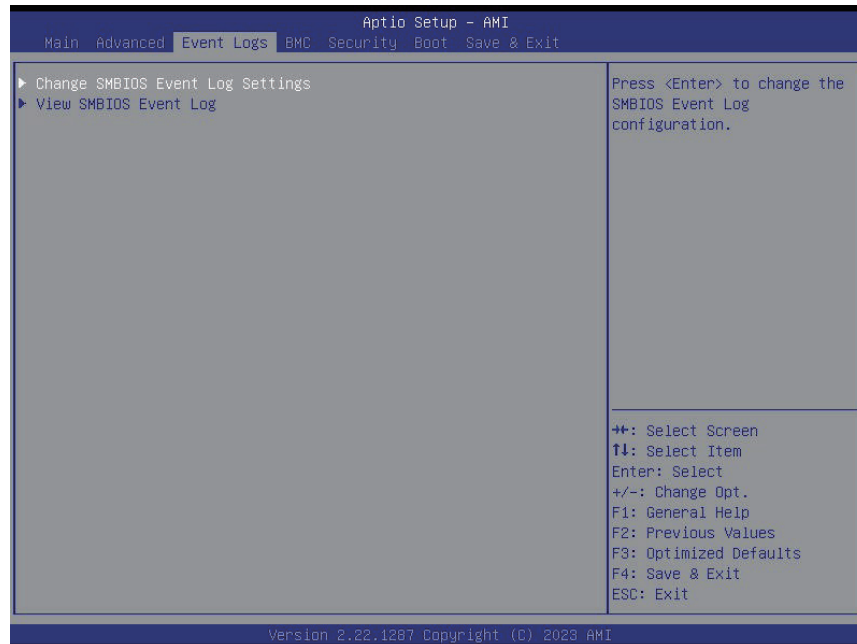 Aptio Setup – AMI
Main Advanced Event Logs BMC Security Boot Save & Exit
▶ Change SMBIOS Event Log Settings
▶ View SMBIOS Event Log
Press <Enter> to change the
SMBIOS Event Log
configuration.
→←: Select Screen
↑↓: Select Item
Enter: Select
+/-: Change Opt.
F1: General Help
F2: Previous Values
F3: Optimized Defaults
F4: Save & Exit
ESC: Exit
Version 2.22.1287 Copyright (C) 2023 AMI